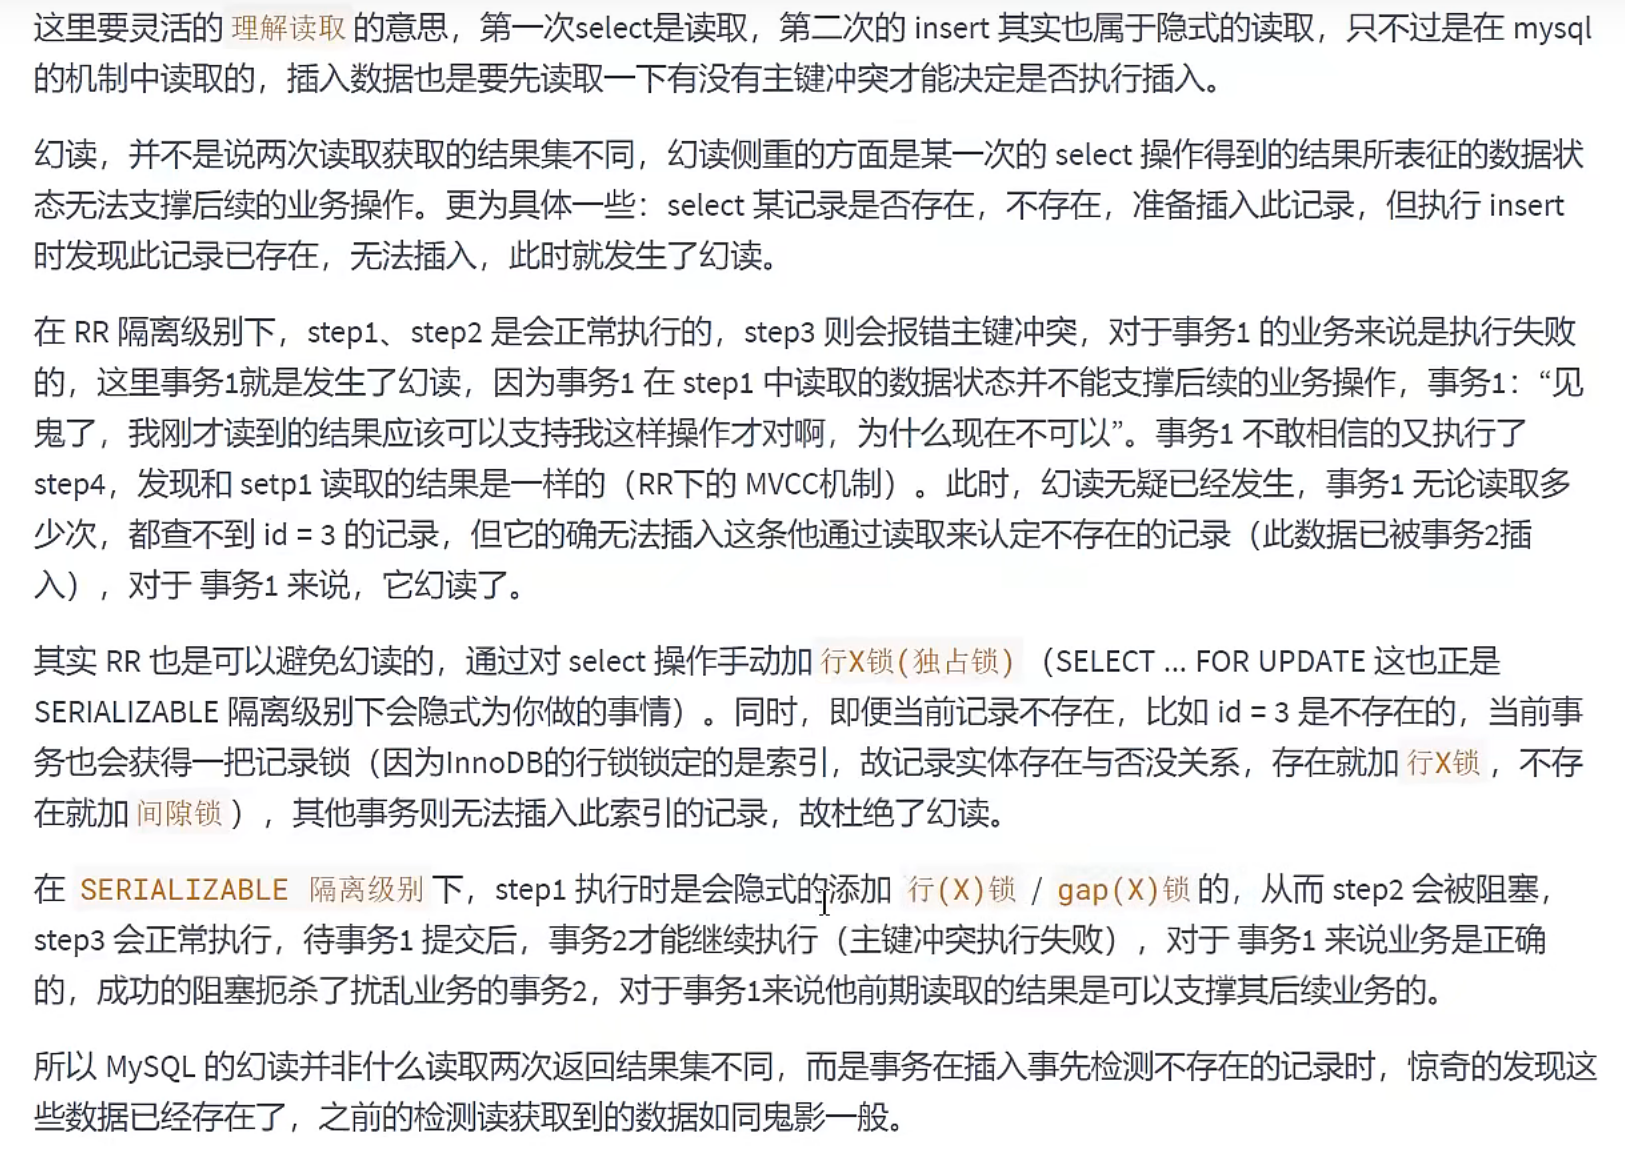 这里要灵活的 理解读取 的意思，第一次select是读取，第二次的 insert 其实也属于隐式的读取，只不过是在 mysql
的机制中读取的，插入数据也是要先读取一下有没有主键冲突才能决定是否执行插入。
幻读，并不是说两次读取获取的结果集不同，幻读侧重的方面是某一次的 select 操作得到的结果所表征的数据状
态无法支撑后续的业务操作。更为具体一些：select 某记录是否存在，不存在，准备插入此记录，但执行 insert
时发现此记录已存在，无法插入，此时就发生了幻读。
在 RR 隔离级别下，step1、step2 是会正常执行的，step3 则会报错主键冲突，对于事务1 的业务来说是执行失败
的，这里事务1就是发生了幻读，因为事务1 在 step1 中读取的数据状态并不能支撑后续的业务操作，事务1：“见
鬼了，我刚才读到的结果应该可以支持我这样操作才对啊，为什么现在不可以”。事务1 不敢相信的又执行了
step4，发现和 setp1 读取的结果是一样的（RR下的 MVCC机制）。此时，幻读无疑已经发生，事务1 无论读取多
少次，都查不到 id = 3 的记录，但它的确无法插入这条他通过读取来认定不存在的记录（此数据已被事务2插
入），对于 事务1 来说，它幻读了。
其实 RR 也是可以避免幻读的，通过对 select 操作手动加 行X锁(独占锁) （SELECT ... FOR UPDATE 这也正是
SERIALIZABLE 隔离级别下会隐式为你做的事情）。同时，即便当前记录不存在，比如 id = 3 是不存在的，当前事
务也会获得一把记录锁（因为InnoDB的行锁锁定的是索引，故记录实体存在与否没关系，存在就加 行X锁 ，不存
在就加 间隙锁 ），其他事务则无法插入此索引的记录，故杜绝了幻读。
在 SERIALIZABLE 隔离级别 下，step1 执行时是会隐式的添加 行(X)锁 / gap(X)锁 的，从而 step2 会被阻塞，
step3 会正常执行，待事务1 提交后，事务2才能继续执行（主键冲突执行失败），对于 事务1 来说业务是正确
的，成功的阻塞扼杀了扰乱业务的事务2，对于事务1来说他前期读取的结果是可以支撑其后续业务的。
所以 MySQL 的幻读并非什么读取两次返回结果集不同，而是事务在插入事先检测不存在的记录时，惊奇的发现这
些数据已经存在了，之前的检测读获取到的数据如同鬼影一般。